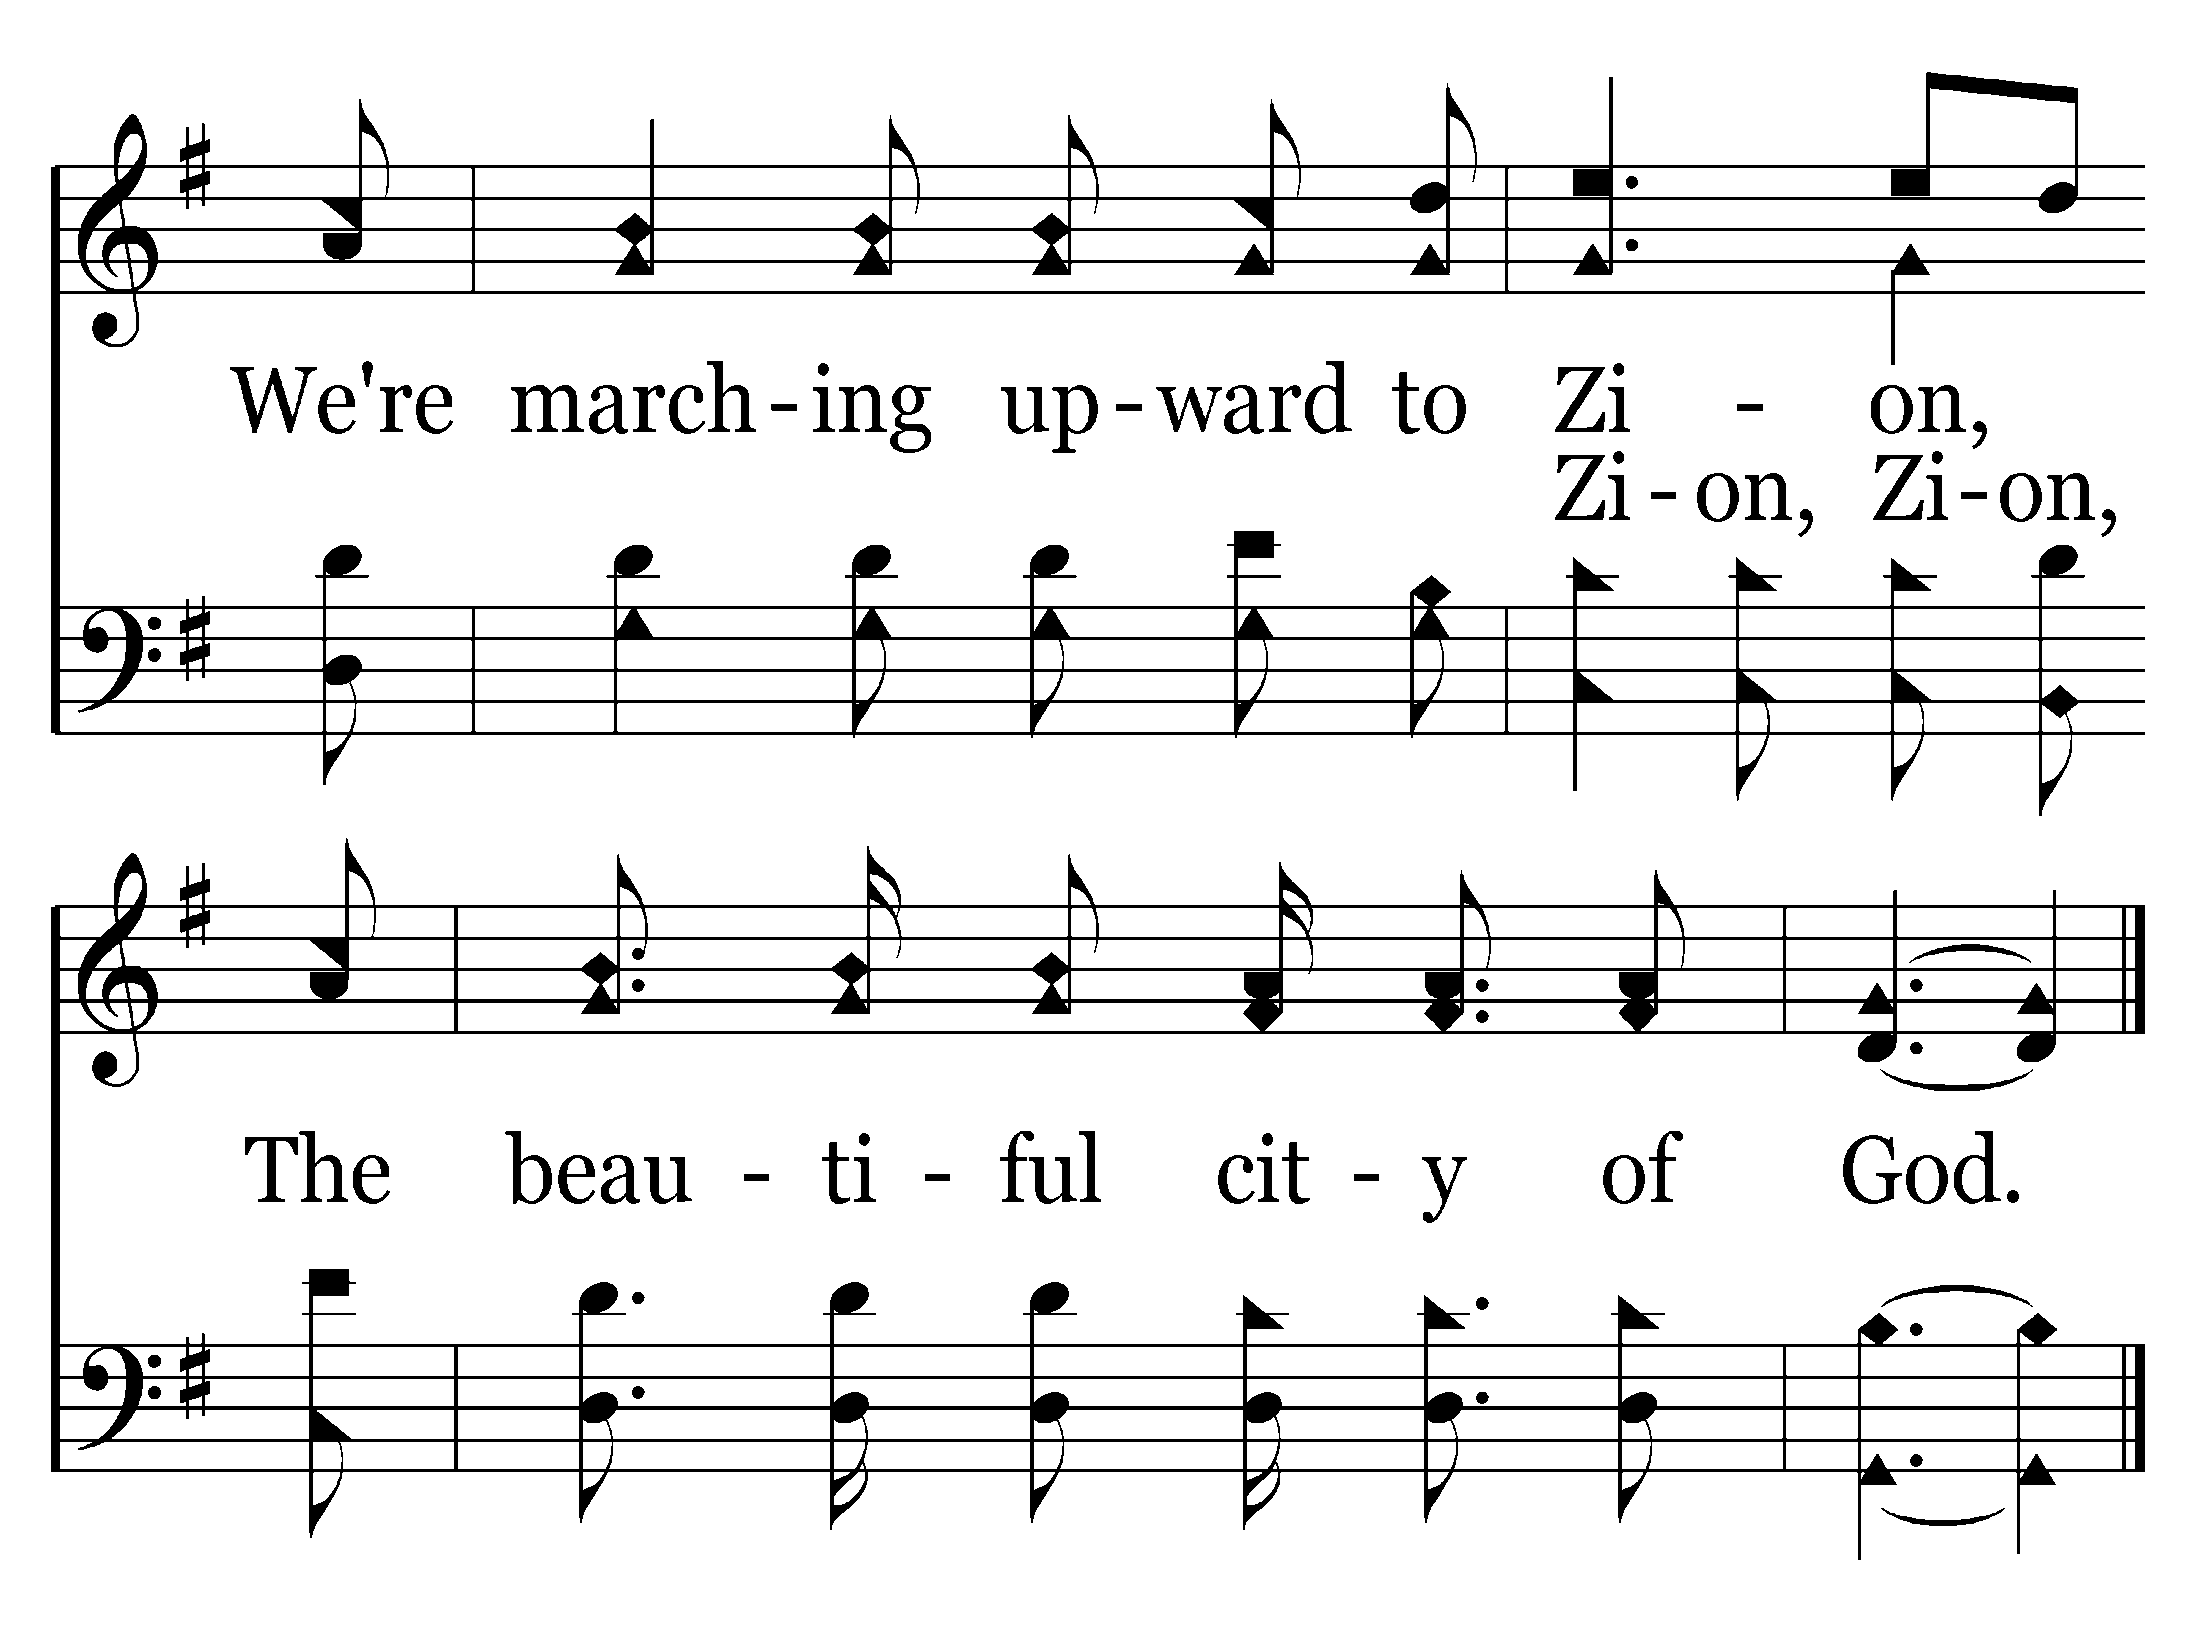 We're march-ing up-ward to Zi - on,
Zi-on, Zi-on,
The beau - ti - ful cit - y of God.